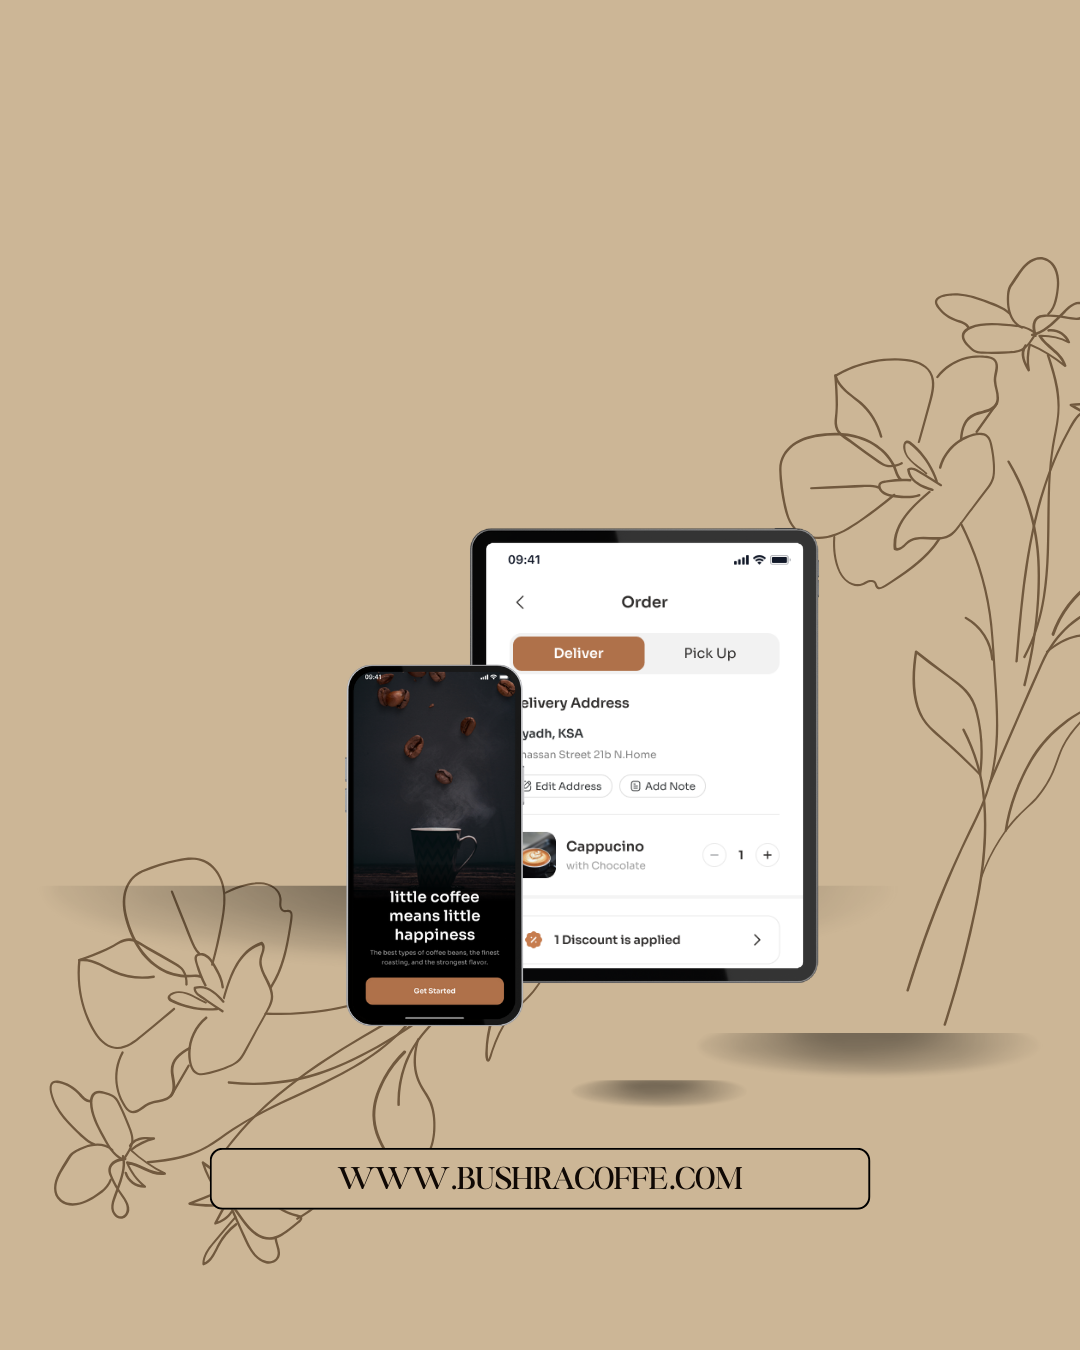 09:41
Order
Deliver
Pick Up
elivery Address
yadh, KSA
hassan Street 21b N.Home
Edit Address
Add Note
Cappucino
with Chocolate
1
1 Discount is applied
09:41
little coffee
means little
happiness
The best types of coffee beans, the finest
roasting, and the strongest flavor.
Get Started
WWW.BUSHRACOFFE.COM